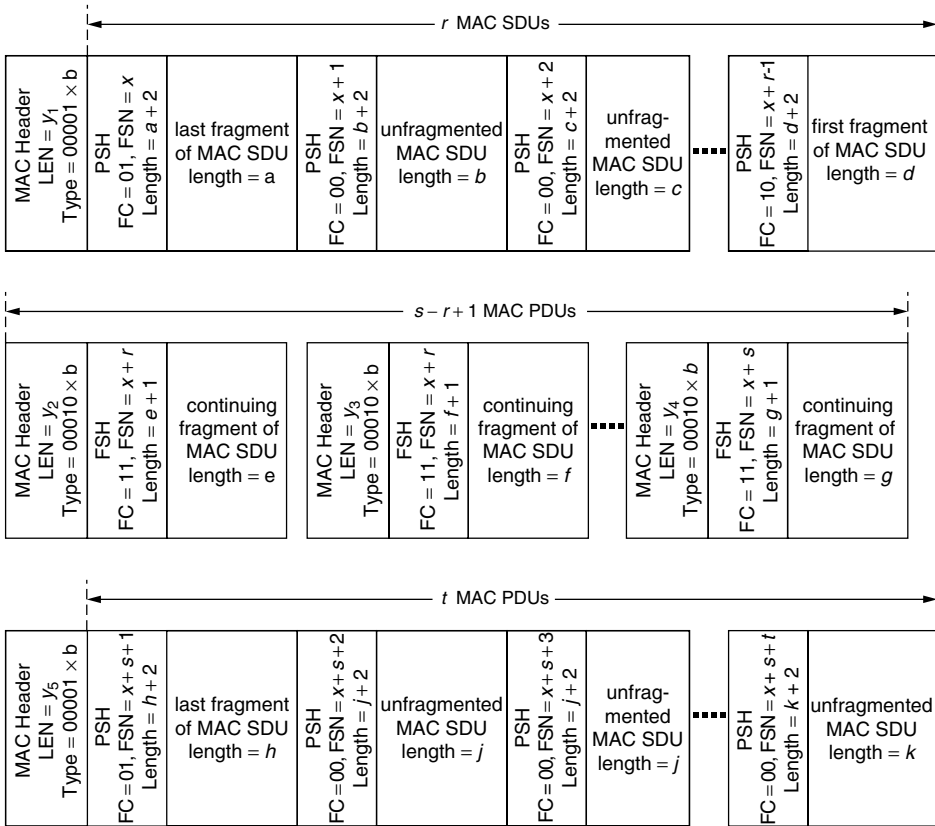 r MAC SDUs
MAC Header
LEN = y1
Type = 00001 × b
PSH
FC = 01, FSN = x
Length = a + 2
last fragment
of MAC SDU
length = a
PSH
FC = 00, FSN = x + 1
Length = b + 2
unfragmented
MAC SDU
length = b
PSH
FC = 00, FSN = x + 2
Length = c + 2
unfrag-
mented
MAC SDU
length = c
PSH
FC = 10, FSN = x + r-1
Length = d + 2
first fragment
of MAC SDU
length = d
s – r + 1 MAC PDUs
MAC Header
LEN = y2
Type = 00010 × b
FSH
FC = 11, FSN = x + r
Length = e + 1
continuing
fragment of
MAC SDU
length = e
MAC Header
LEN = y3
Type = 00010 × b
FSH
FC = 11, FSN = x + r
Length = f + 1
continuing
fragment of
MAC SDU
length = f
MAC Header
LEN = y4
Type = 00010 × b
FSH
FC = 11, FSN = x + s
Length = g + 1
continuing
fragment of
MAC SDU
length = g
t MAC PDUs
MAC Header
LEN = y5
Type = 00001 × b
PSH
FC = 01, FSN = x + s + 1
Length = h + 2
last fragment
of MAC SDU
length = h
PSH
FC = 00, FSN = x + s + 2
Length = j + 2
unfragmented
MAC SDU
length = j
PSH
FC = 00, FSN = x + s + 3
Length = j + 2
unfrag-
mented
MAC SDU
length = j
PSH
FC = 00, FSN = x + s + t
Length = k + 2
unfragmented
MAC SDU
length = k